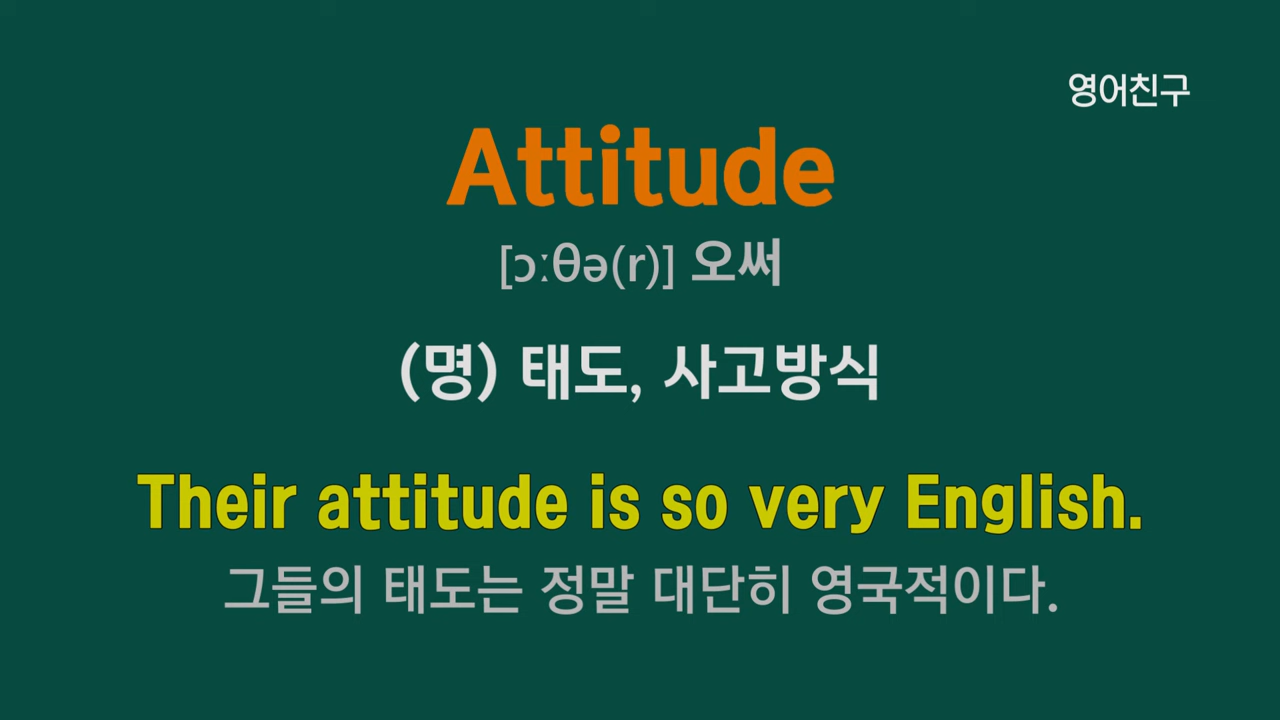 영어친구
Attitude
[ɔːθə(r)] 오써
(명) 태도, 사고방식
Their attitude is so very English.
그들의 태도는 정말 대단히 영국적이다.